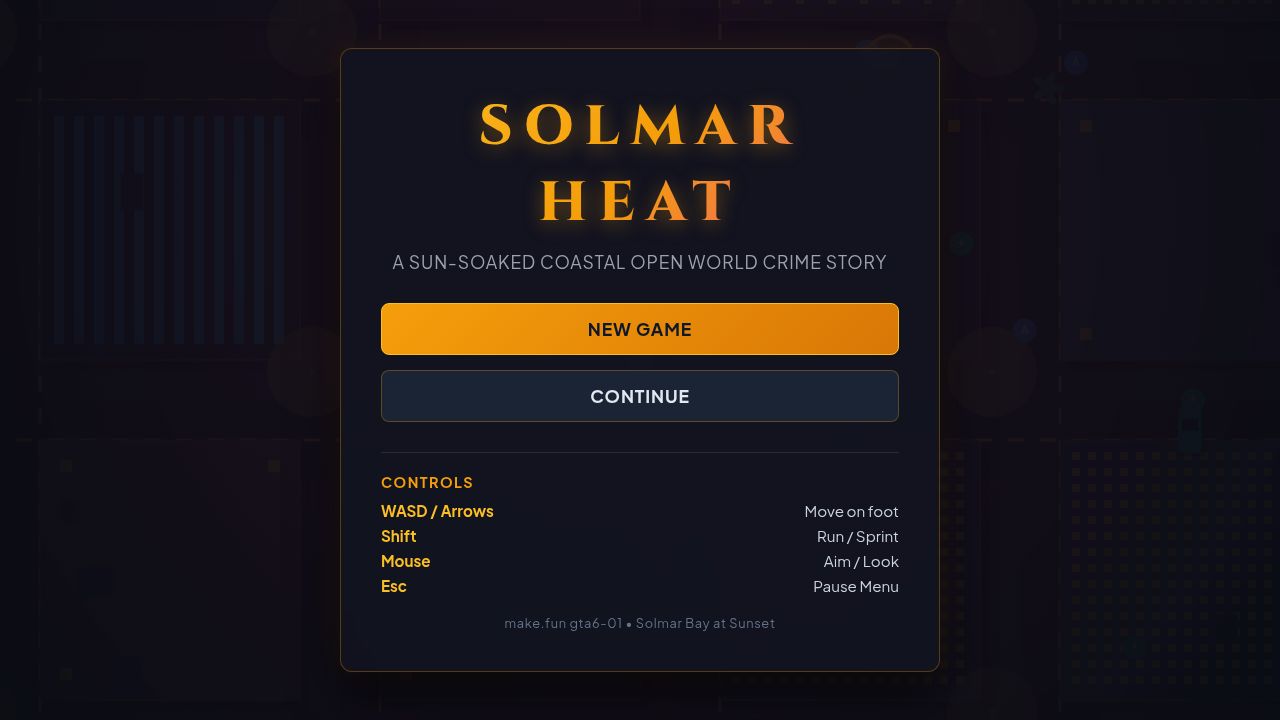 SOLMAR
HEAT
A SUN-SOAKED COASTAL OPEN WORLD CRIME STORY
NEW GAME
CONTINUE
CONTROLS
WASD / Arrows Move on foot
Shift Run / Sprint
Mouse Aim / Look
Esc Pause Menu
make.fun gta6-01 • Solmar Bay at Sunset